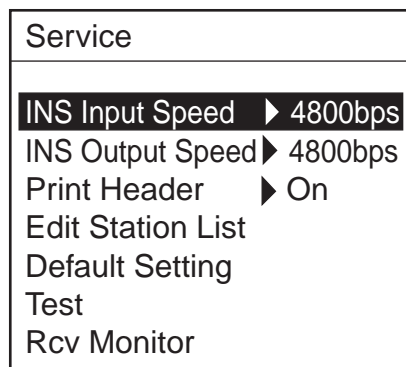 Service
INS Input Speed ▶ 4800bps
INS Output Speed ▶ 4800bps
Print Header ▶ On
Edit Station List
Default Setting
Test
Rcv Monitor